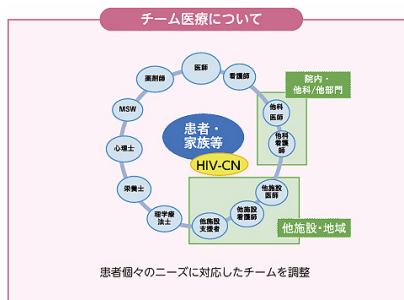 チーム医療について
医師
看護師
薬剤師
院内・
他科/他部門
他科
医師
MSW
患者・
家族等
他科
看護
師
HIV-CN
心理士
栄養士
他施設
医師
他施設
看護師
理学療
法士
他施設
支援者
他施設・地域
患者個々のニーズに対応したチームを調整